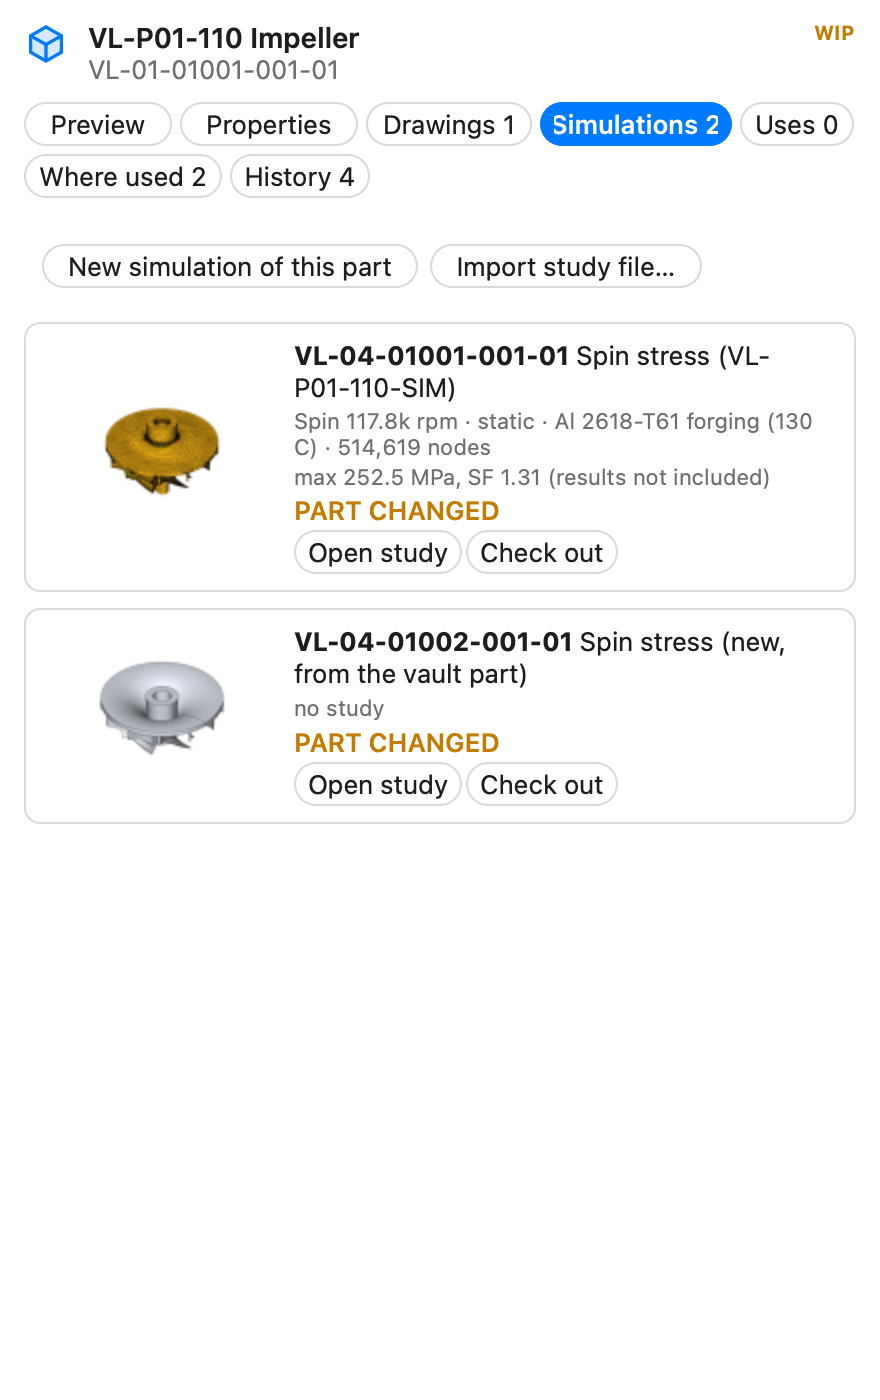 VL-P01-110 Impeller
WIP
VL-01-01001-001-01
Preview
Properties
Drawings 1
Simulations 2
Uses 0
Where used 2
History 4
New simulation of this part
Import study file...
VL-04-01001-001-01 Spin stress (VL-
P01-110-SIM)
Spin 117.8k rpm · static · Al 2618-T61 forging (130
C) · 514,619 nodes
max 252.5 MPa, SF 1.31 (results not included)
PART CHANGED
Open study
Check out
VL-04-01002-001-01 Spin stress (new,
from the vault part)
no study
PART CHANGED
Open study
Check out